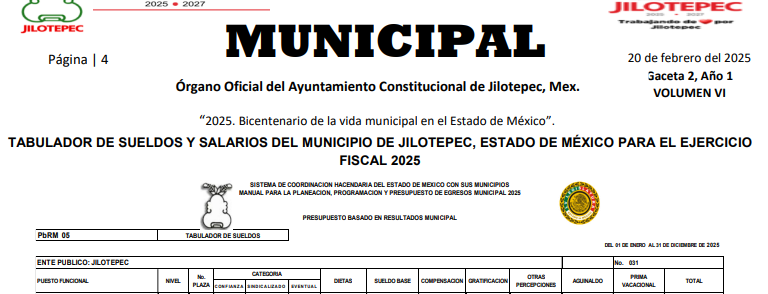 2025 • 2027
JILOTEPEC
JILOTEPEC
Trabajando de por
Jilotepec
MUNICIPAL
Página | 4
20 de febrero del 2025
Gaceta 2, Año 1
Órgano Oficial del Ayuntamiento Constitucional de Jilotepec, Mex.
VOLUMEN VI
“2025. Bicentenario de la vida municipal en el Estado de México”.
TABULADOR DE SUELDOS Y SALARIOS DEL MUNICIPIO DE JILOTEPEC, ESTADO DE MÉXICO PARA EL EJERCICIO
FISCAL 2025
SISTEMA DE COORDINACION HACENDARIA DEL ESTADO DE MEXICO CON SUS MUNICIPIOS
MANUAL PARA LA PLANEACION, PROGRAMACION Y PRESUPUESTO DE EGRESOS MUNICIPAL 2025
PRESUPUESTO BASADO EN RESULTADOS MUNICIPAL
PbRM 05 TABULADOR DE SUELDOS
DEL 01 DE ENERO AL 31 DE DICIEMBRE DE 2025
ENTE PUBLICO: JILOTEPEC No. 031
PUESTO FUNCIONAL NIVEL No. PLAZA CATEGORIA CONFIANZA SINDICALIZADO EVENTUAL DIETAS SUELDO BASE COMPENSACION GRATIFICACION OTRAS PERCEPCIONES AGUINALDO PRIMA VACACIONAL TOTAL